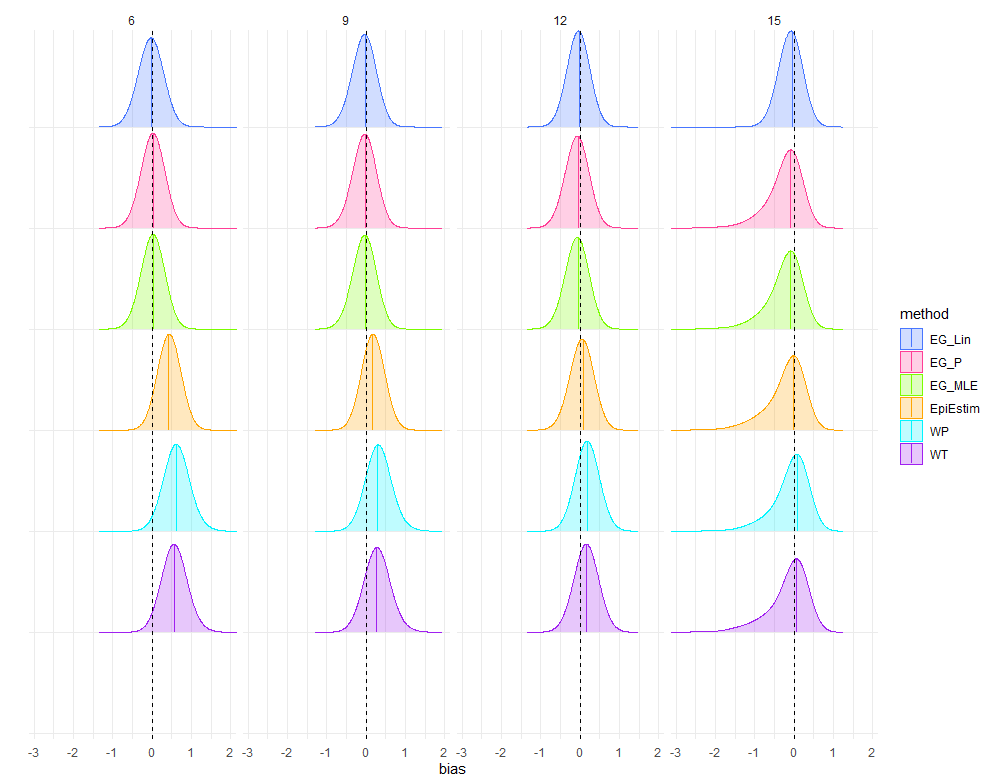 6 9 12 15
method
EG_Lin
EG_P
EG_MLE
EpiEstim
WP
WT
-3 -2 -1 0 1 2 -3 -2 -1 0 1 2 -3 -2 -1 0 1 2 -3 -2 -1 0 1 2
bias